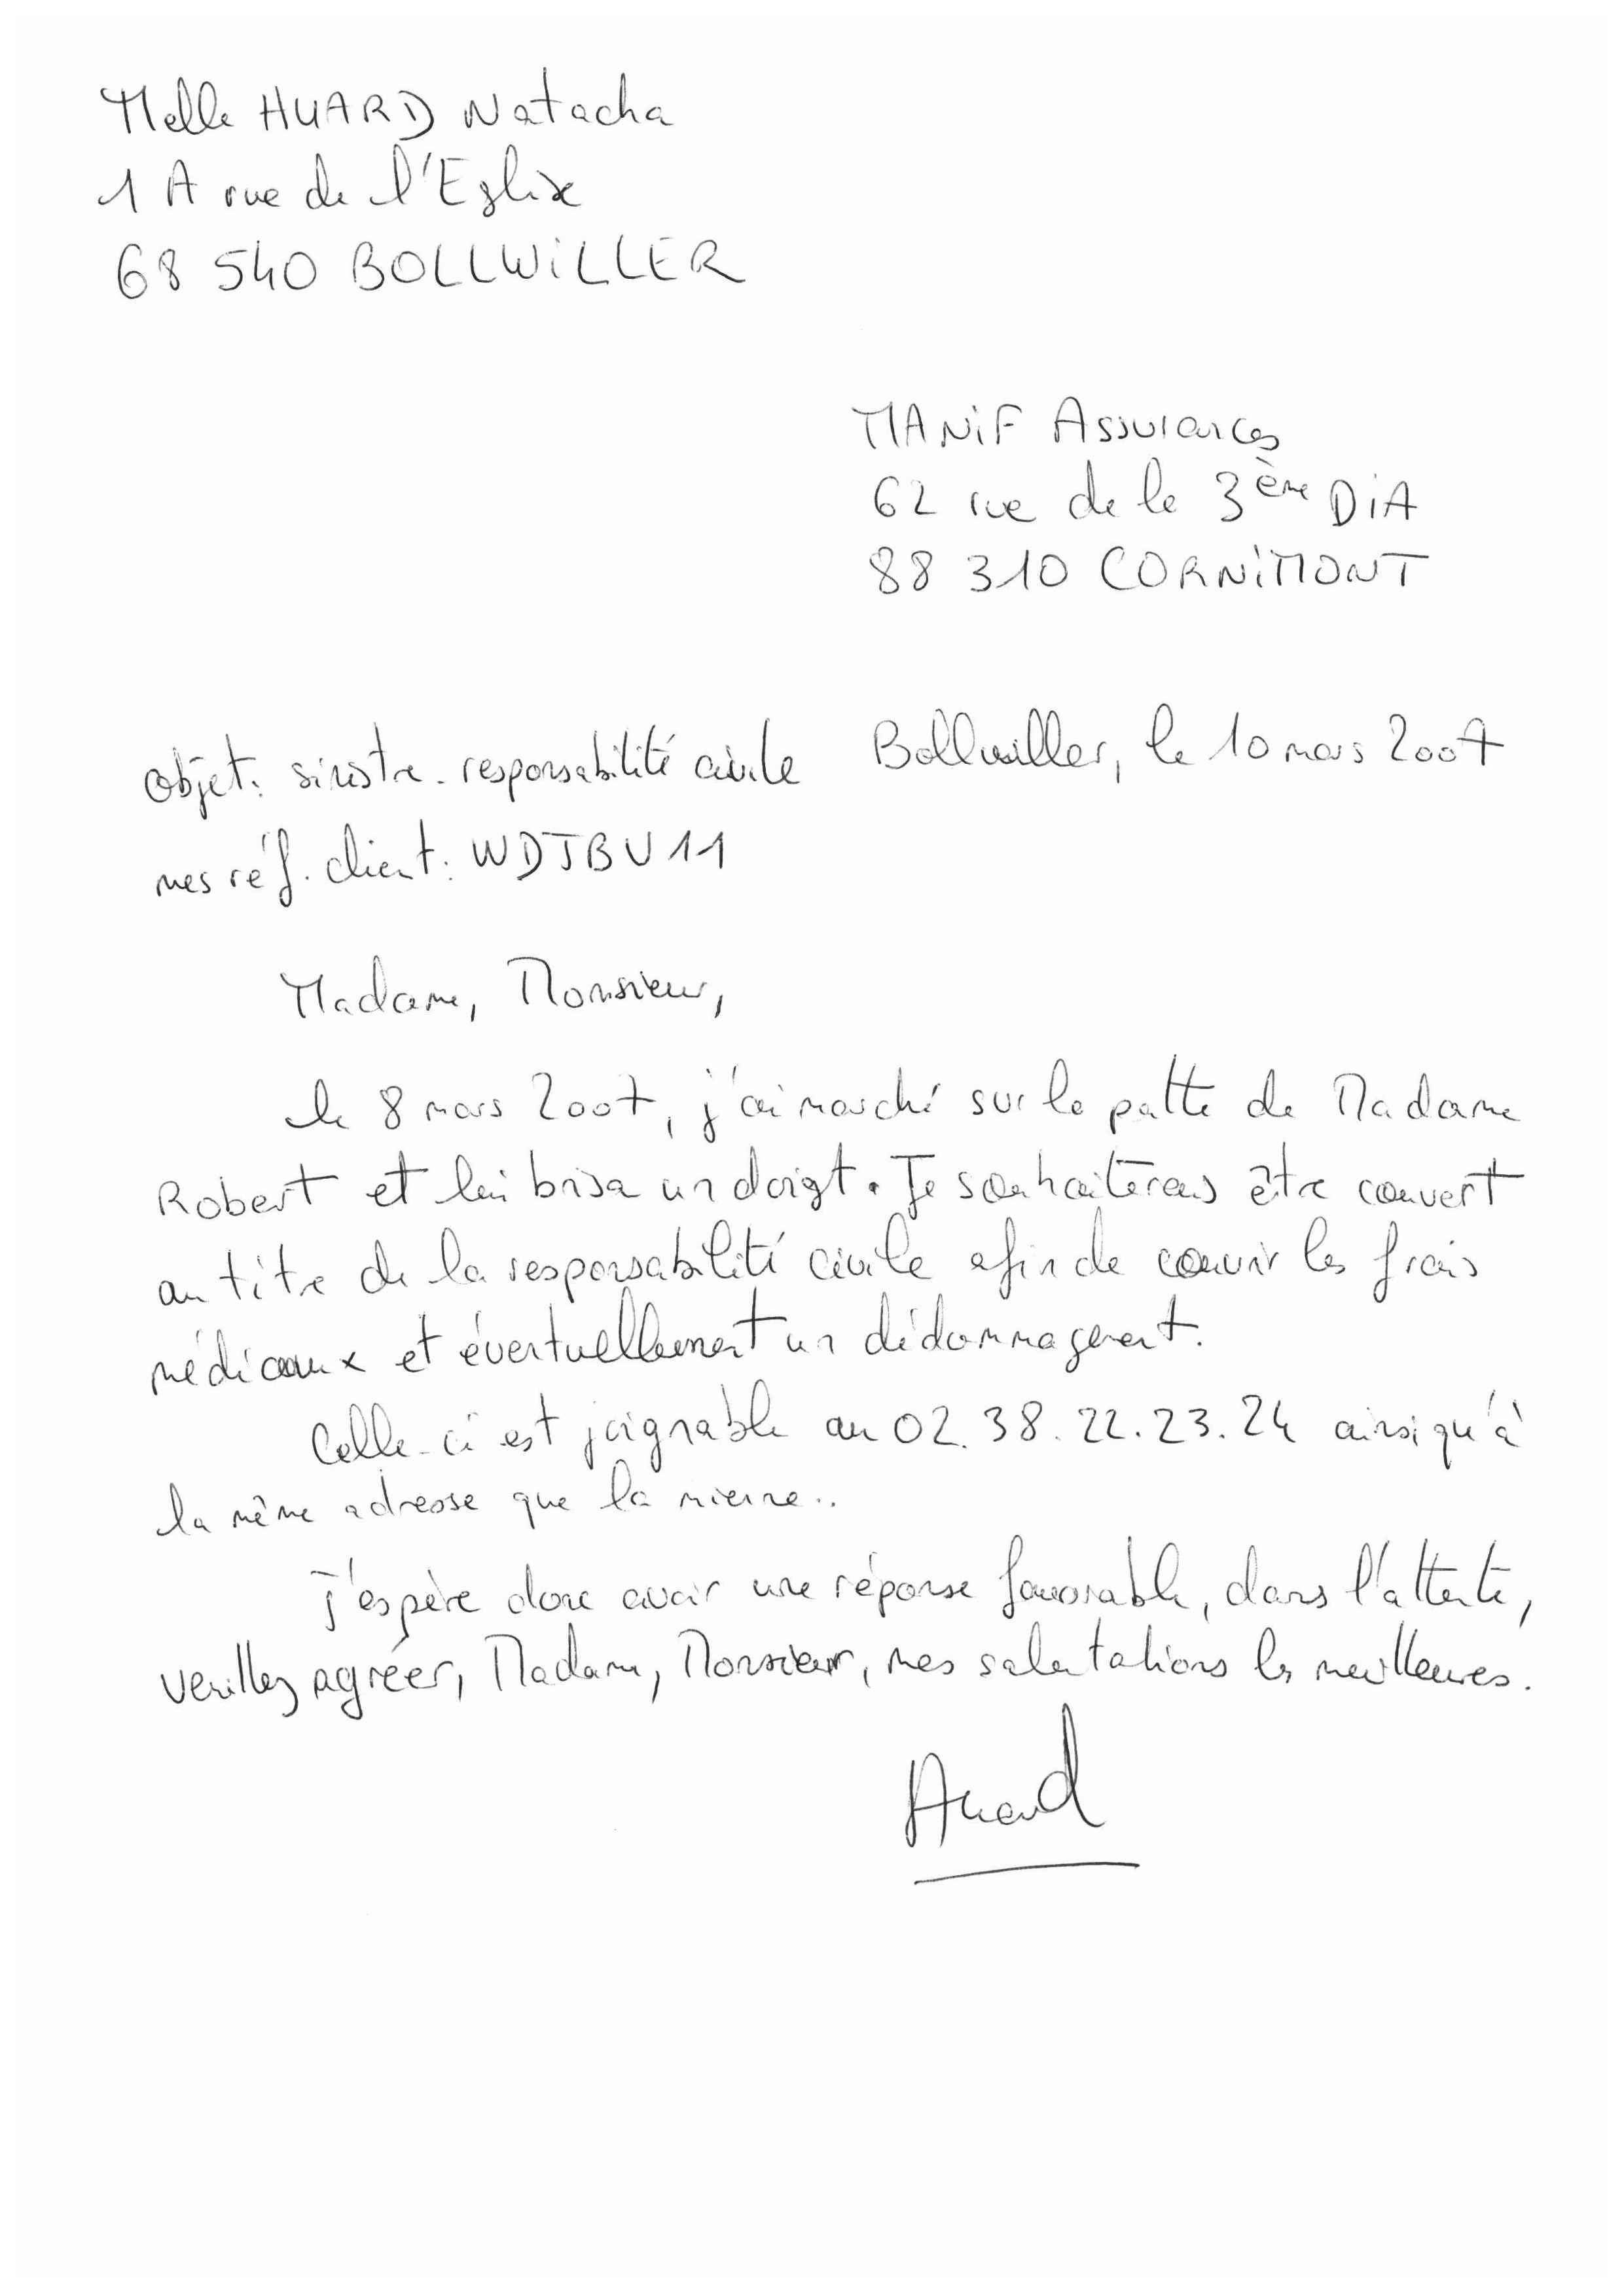 Melle HUARD Natacha
1 A rue de l'Eglise
68 540 BOLLWiLLER
MANiF Assurances
62 rue de la 3ème DiA
88 310 CORNiMONT
Bollwiller, le 10 mars 2007
objet: sinistre - responsabilité civile
mes réf. client: WDJBU11
Madame, Monsieur,
le 8 mars 2007, j'ai marché sur la patte de Madame
Robert et lui brisa un doigt. Je souhaiterais être couvert
au titre de la responsabilité civile afin de couvrir les frais
médicaux et éventuellement un dédommagement.
Celle-ci est joignable au 02.38.22.23.24 ainsi qu'à
la même adresse que la mienne..
j'espère donc avoir une réponse favorable, dans l'attente,
veuillez agréer, Madame, Monsieur, mes salutations les meilleures.
Huard